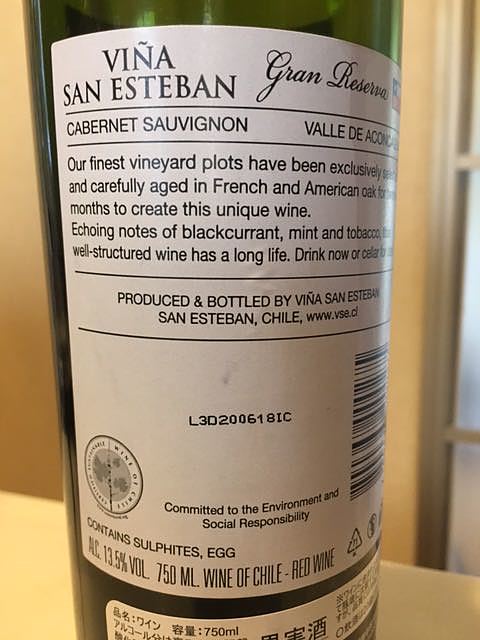 VIÑA
SAN ESTEBAN
Gran Reserva
CABERNET SAUVIGNON
VALLE DE
Our finest vineyard plots have been exclusively
and carefully aged in French and American oak for
months to create this unique wine.
Echoing notes of blackcurrant, mint and tobacco,
well-structured wine has a long life. Drink now or cellar
PRODUCED & BOTTLED BY VIÑA SAN ESTEBAN
SAN ESTEBAN, CHILE, www.vse.cl
L3D200618IC
WINE OF CHILE
Committed to the Environment and
Social Responsibility
CONTAINS SULPHITES, EGG
ALC. 13.5% VOL. 750 ML. WINE OF CHILE - RED WINE
品名:ワイン 容量:750ml
果実酒